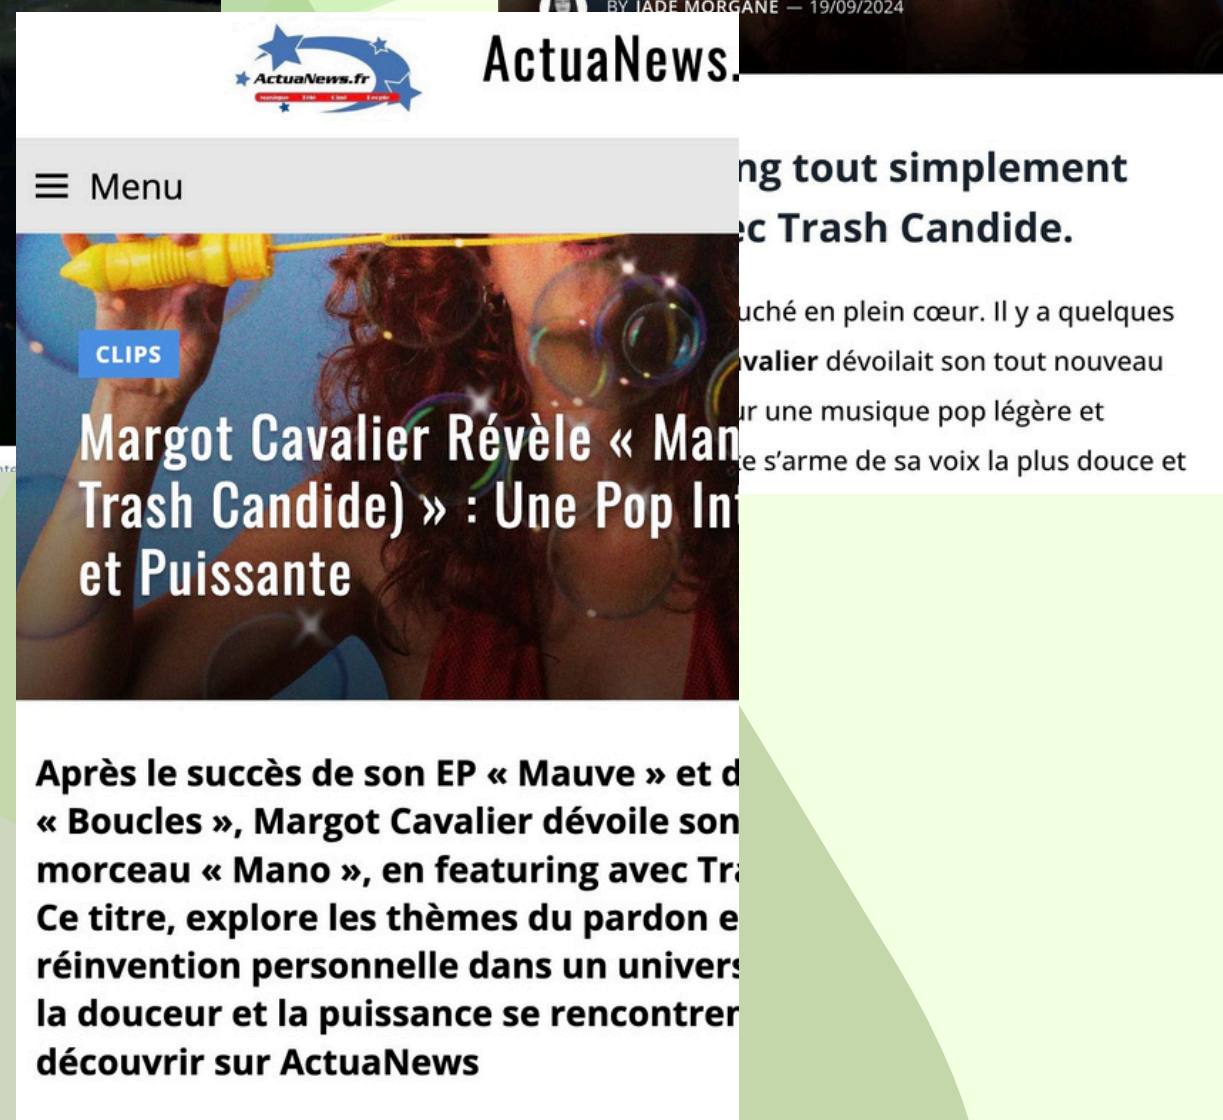 BY JADE MORGANE — 19/09/2024
ActuaNews.fr
ActuaNews.
Menu
ng tout simplement
ec Trash Candide.
uché en plein cœur. Il y a quelques
valier dévoilait son tout nouveau
ur une musique pop légère et
te s'arme de sa voix la plus douce et
CLIPS
Margot Cavalier Révèle « Man
Trash Candide) » : Une Pop In
et Puissante
Après le succès de son EP « Mauve » et d
« Boucles », Margot Cavalier dévoile son
morceau « Mano », en featuring avec Tra
Ce titre, explore les thèmes du pardon e
réinvention personnelle dans un univers
la douceur et la puissance se rencontrer
découvrir sur ActuaNews